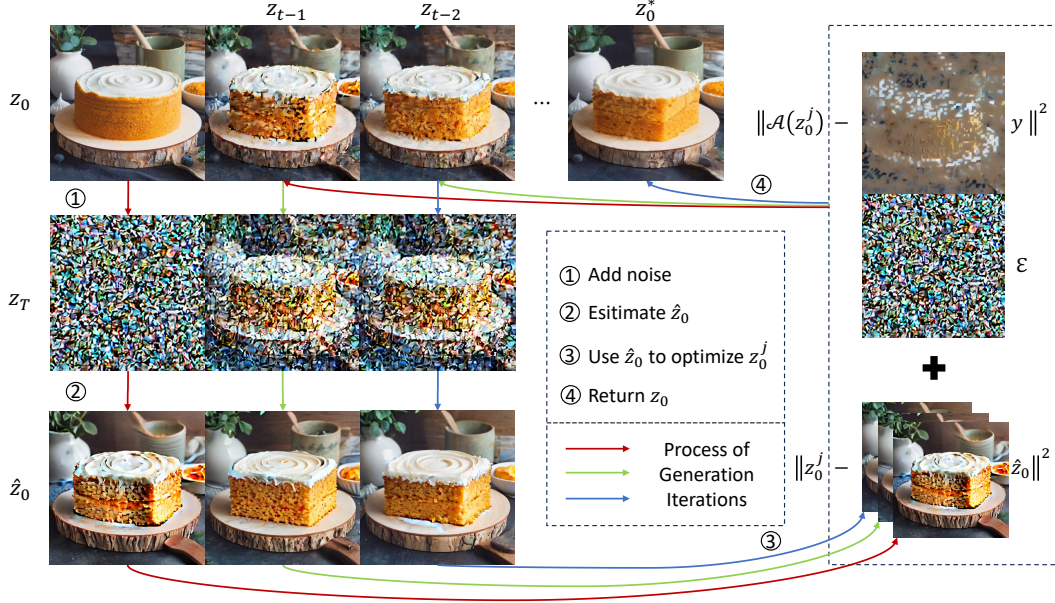 z_{t-1} z_{t-2} z_0^*
z_0 ... ‖𝒜(z_0^j) − y‖^2
① ④
z_T ℰ
① Add noise
② Esitimate ẑ_0
③ Use ẑ_0 to optimize z_0^j
④ Return z_0
②
Process of
Generation
Iterations
ẑ_0 ‖z_0^j − ẑ_0‖^2
③